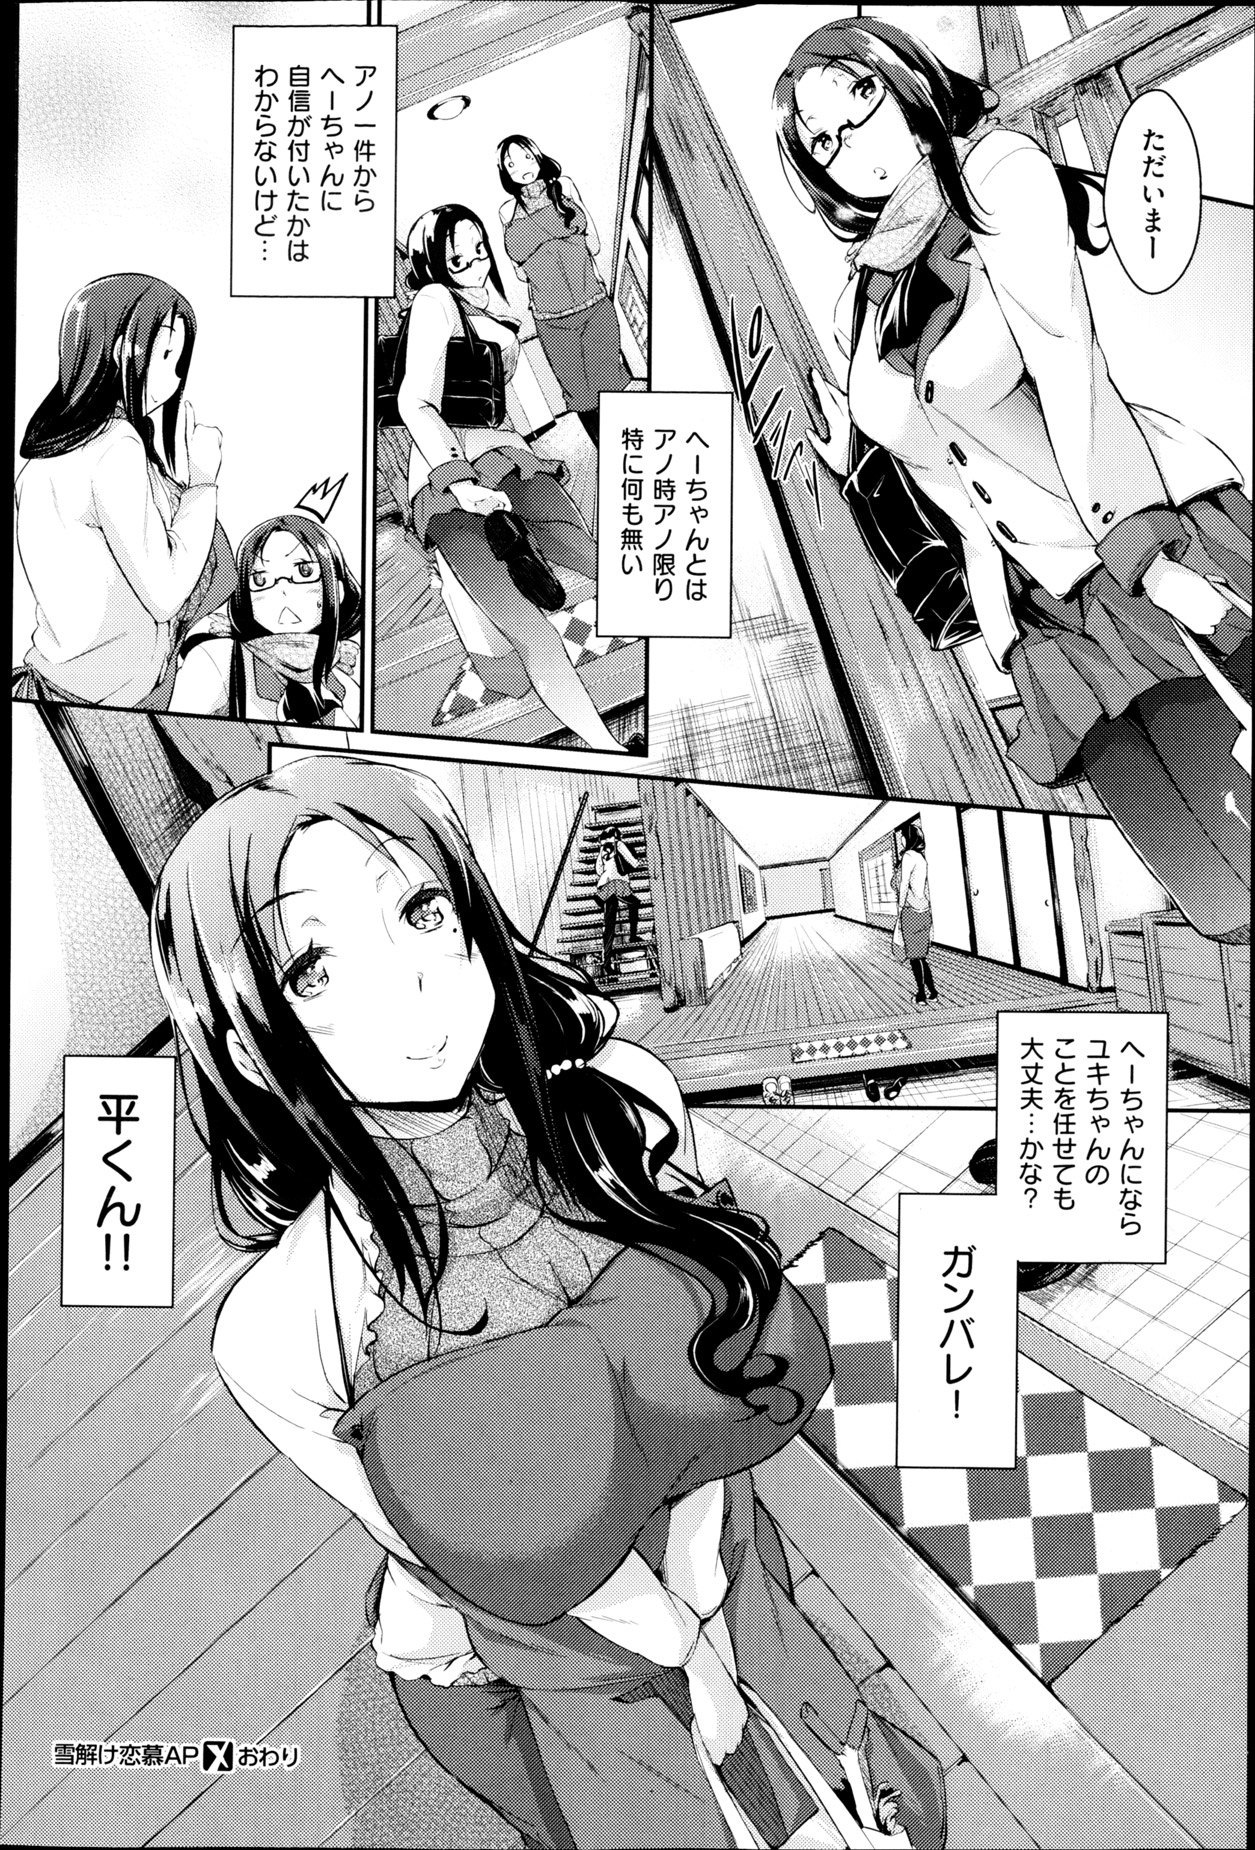 ただいまー
ピシャッ
へーちゃんとは
アノ時アノ限り
特に何も無い
アノ一件から
へーちゃんに
自信が付いたかは
わからないけど…
へーちゃんになら
ユキちゃんの
ことを任せても
大丈夫…かな？
ガンバレ！
平くん!!
雪解け恋慕AP X おわり